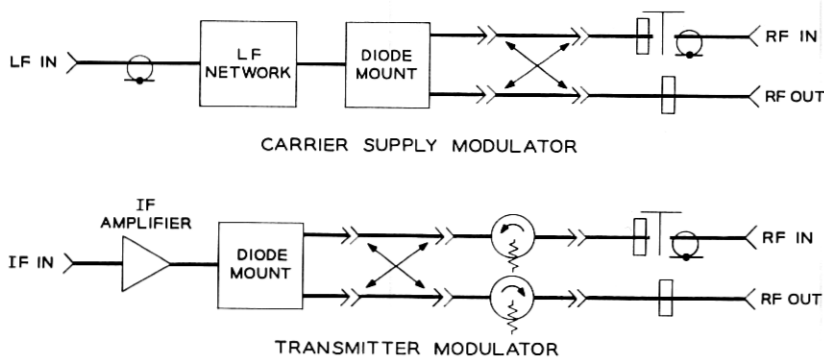 LF IN
LF
NETWORK
DIODE
MOUNT
RF IN
RF OUT
CARRIER SUPPLY MODULATOR
IF
AMPLIFIER
IF IN
DIODE
MOUNT
RF IN
RF OUT
TRANSMITTER MODULATOR